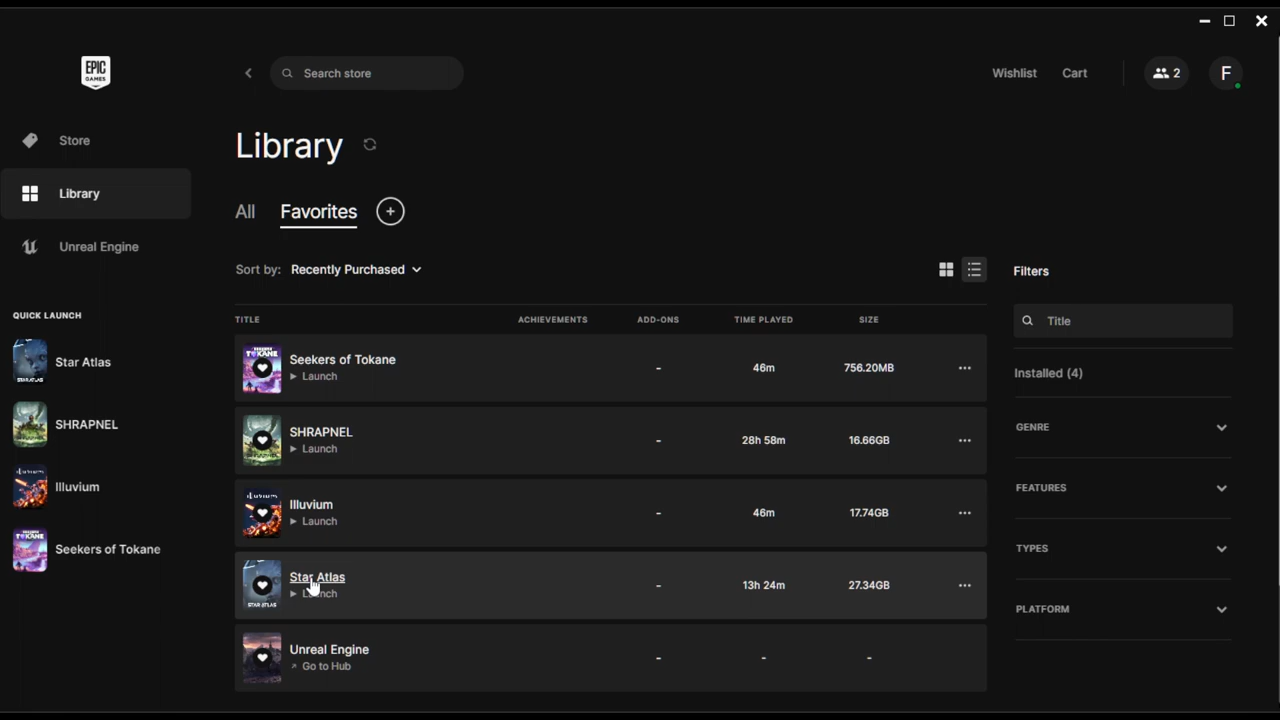 EPIC
GAMES
Search store
Wishlist
Cart
2
F
Store
Library
Unreal Engine
QUICK LAUNCH
Star Atlas
SHRAPNEL
Illuvium
Seekers of Tokane
Library
All Favorites +
Sort by: Recently Purchased
TITLE ACHIEVEMENTS ADD-ONS TIME PLAYED SIZE
Seekers of Tokane
Launch
- 46m 756.20MB
SHRAPNEL
Launch
- 28h 58m 16.66GB
Illuvium
Launch
- 46m 17.74GB
STAR ATLAS
Star Atlas
Launch
- 13h 24m 27.34GB
Unreal Engine
Go to Hub
- - -
Filters
Title
Installed (4)
GENRE
FEATURES
TYPES
PLATFORM